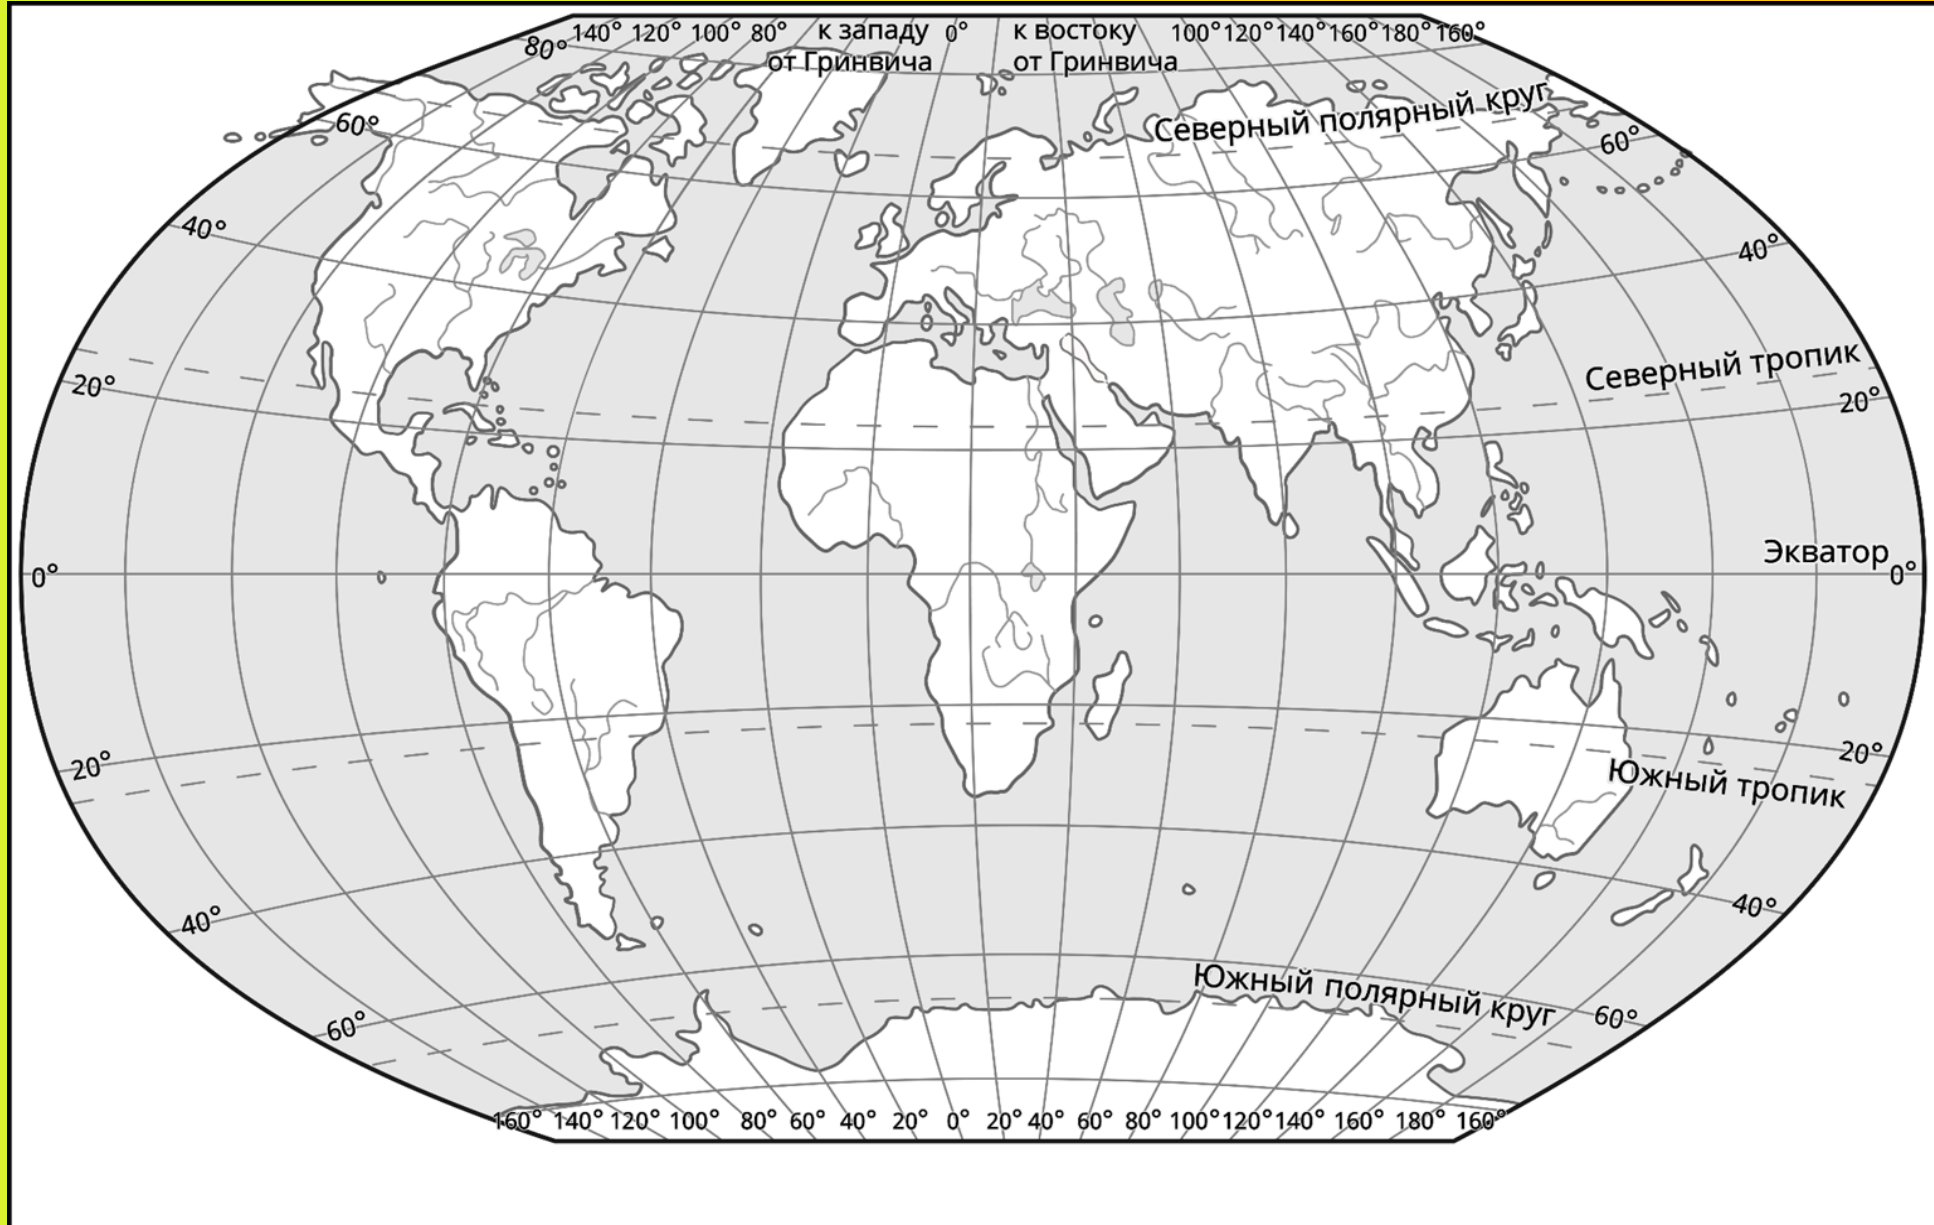 140° 120° 100° 80° к западу 0° к востоку 100° 120° 140° 160° 180° 160°
80° от Гринвича от Гринвича
Северный полярный круг
60° 60°
40° 40°
Северный тропик
20° 20°
Экватор
0° 0°
20° 20°
Южный тропик
40° 40°
Южный полярный круг
60° 60°
160° 140° 120° 100° 80° 60° 40° 20° 0° 20° 40° 60° 80° 100° 120° 140° 160° 180° 160°